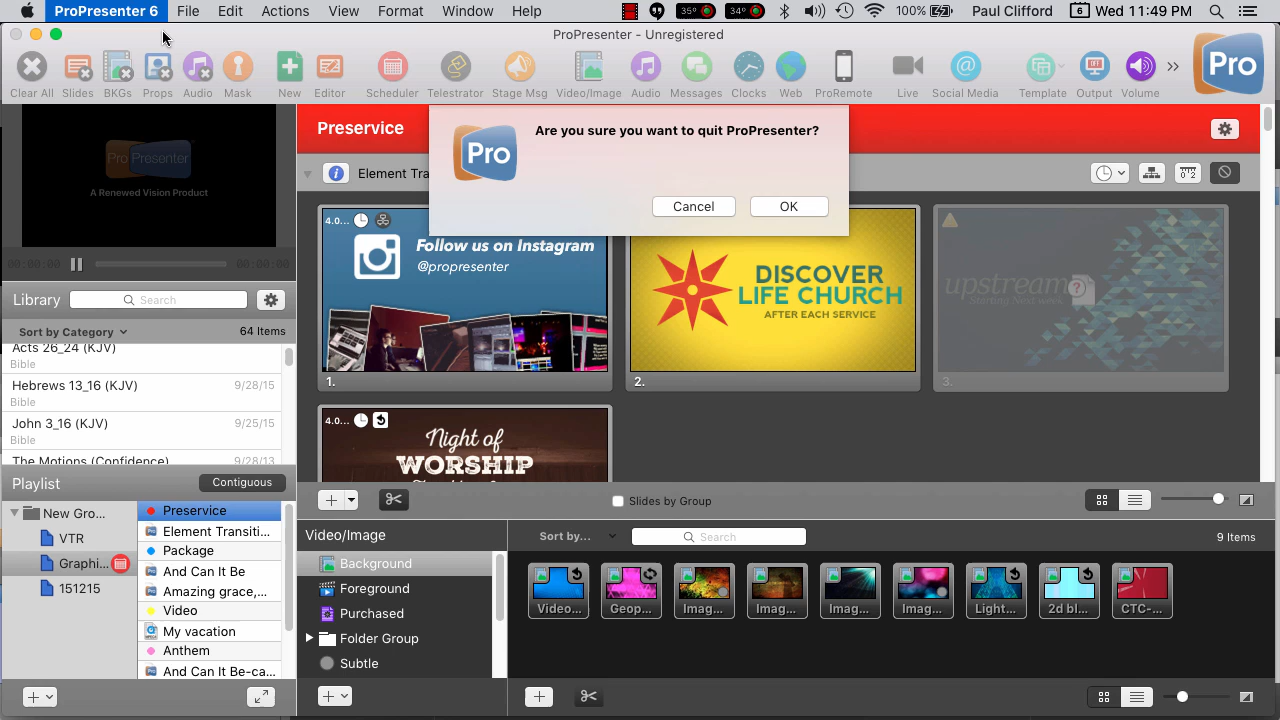 ProPresenter 6 File Edit Actions View Format Window Help 35° 34° 100% Paul Clifford 6 Wed 11:49 PM
ProPresenter - Unregistered
Clear All Slides BKGs Props Audio Mask New Editor Scheduler Telestrator Stage Msg Video/Image Audio Messages Clocks Web ProRemote Live Social Media Template Output Volume
Pro
Pro Presenter
A Renewed Vision Product
00:00:00 00:00:00
Preservice
Element Tra
Are you sure you want to quit ProPresenter?
Pro
Cancel OK
4.0...
Follow us on Instagram
@propresenter
1.
DISCOVER
LIFE CHURCH
AFTER EACH SERVICE
2.
upstream
Starting Next week
3.
4.0...
Night of
WORSHIP
Library Search
Sort by Category 64 Items
Acts 26_24 (KJV)
Bible
Hebrews 13_16 (KJV) 9/28/15
Bible
John 3_16 (KJV) 9/25/15
Bible
The Motions (Confidence) 9/28/13
Playlist Contiguous
New Gro...
VTR
Graphi...
151215
Preservice
Element Transiti...
Package
And Can It Be
Amazing grace,...
Video
My vacation
Anthem
And Can It Be-ca...
Slides by Group
Video/Image
Sort by... Search 9 Items
Background
Foreground
Purchased
Folder Group
Subtle
Video... Geop... Imag... Imag... Imag... Imag... Light... 2d bl... CTC-...